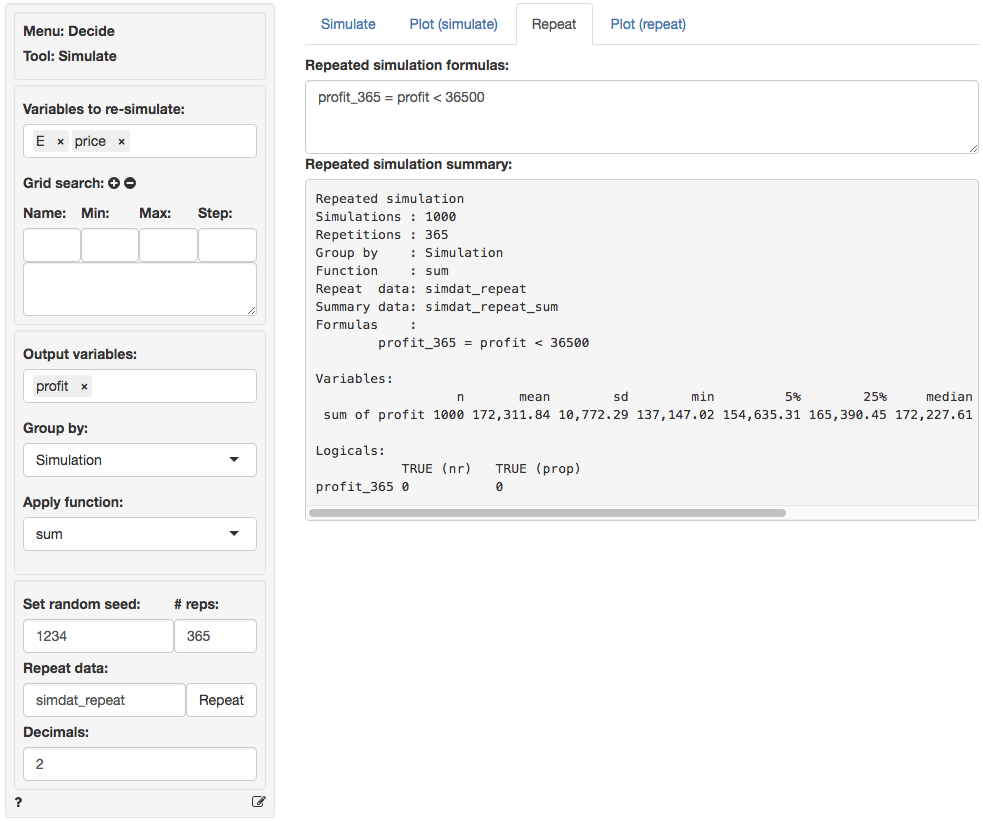 Menu: Decide
Tool: Simulate
Variables to re-simulate:
E × price ×
Grid search:
Name: Min: Max: Step:
Output variables:
profit ×
Group by:
Simulation
Apply function:
sum
Set random seed: # reps:
1234 365
Repeat data:
simdat_repeat Repeat
Decimals:
2
?
Simulate Plot (simulate) Repeat Plot (repeat)
Repeated simulation formulas:
profit_365 = profit < 36500
Repeated simulation summary:
Repeated simulation
Simulations : 1000
Repetitions : 365
Group by    : Simulation
Function    : sum
Repeat  data: simdat_repeat
Summary data: simdat_repeat_sum
Formulas    :
        profit_365 = profit < 36500
Variables:
                  n       mean        sd        min         5%        25%     median
 sum of profit 1000 172,311.84 10,772.29 137,147.02 154,635.31 165,390.45 172,227.61
Logicals:
           TRUE (nr)   TRUE (prop)
profit_365 0           0